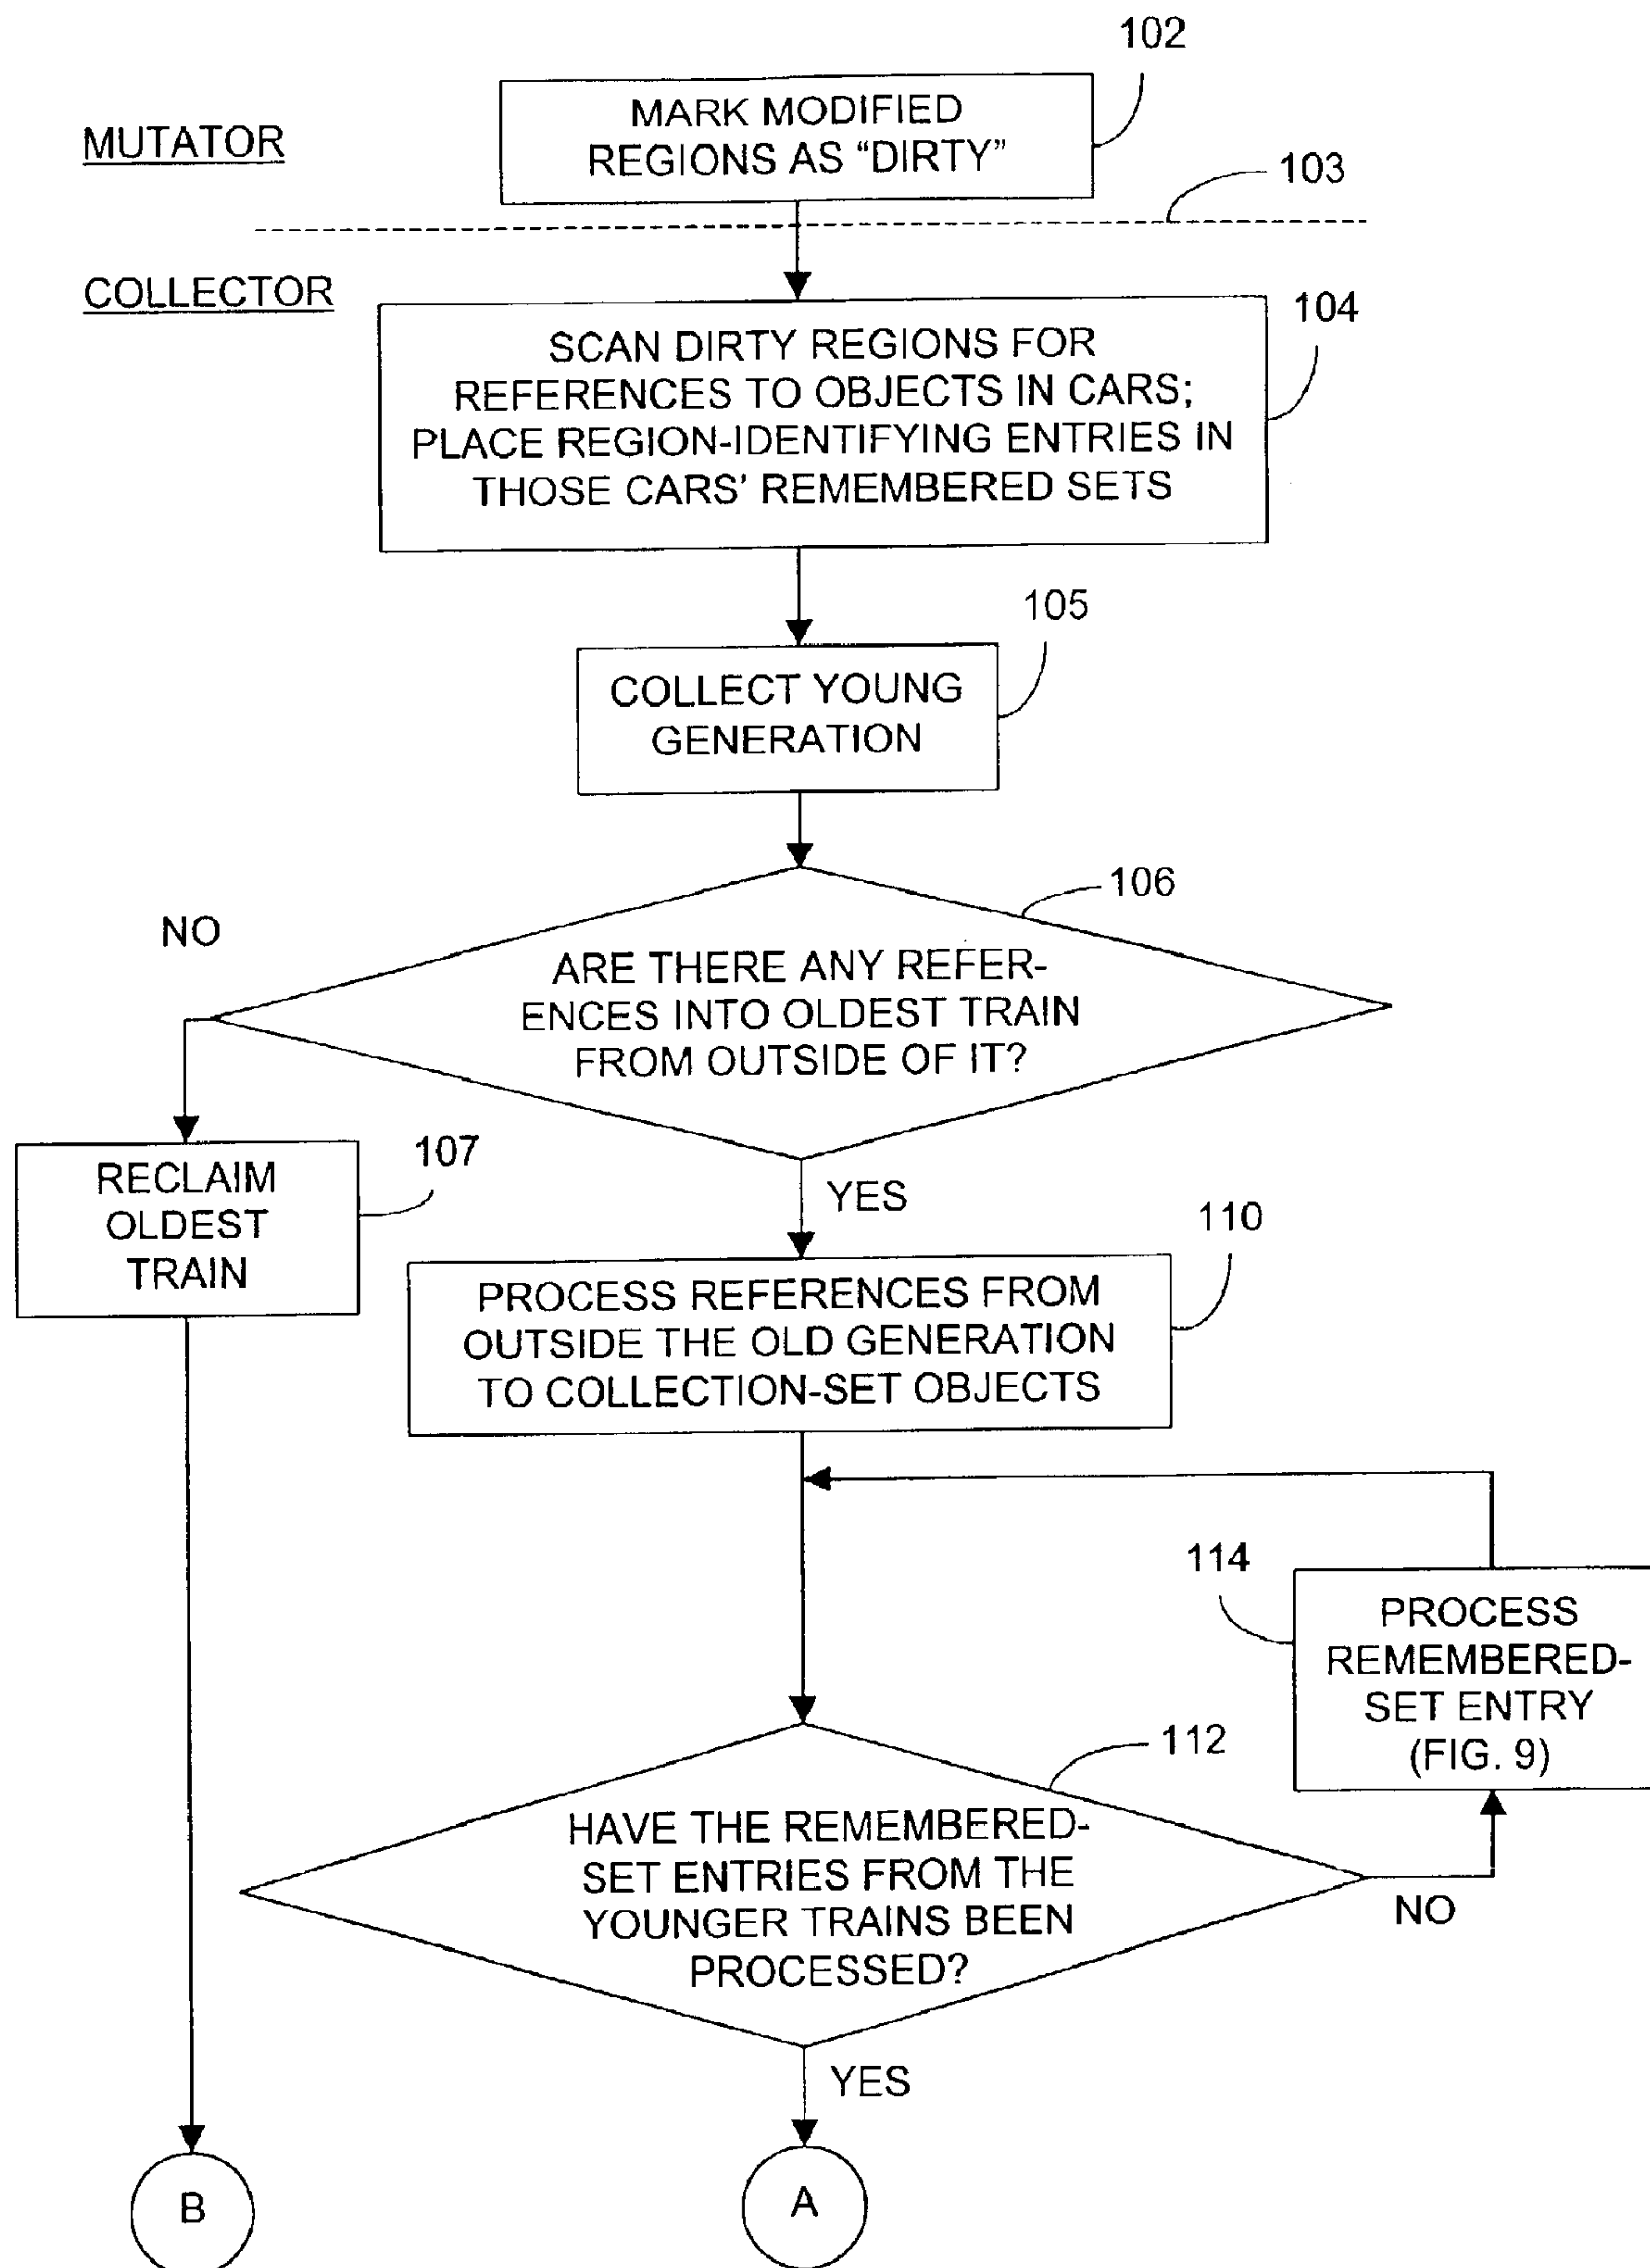 102
MARK MODIFIED
REGIONS AS “DIRTY”
MUTATOR
103
COLLECTOR
104
SCAN DIRTY REGIONS FOR
REFERENCES TO OBJECTS IN CARS;
PLACE REGION-IDENTIFYING ENTRIES IN
THOSE CARS’ REMEMBERED SETS
105
COLLECT YOUNG
GENERATION
106
NO
ARE THERE ANY REFER-
ENCES INTO OLDEST TRAIN
FROM OUTSIDE OF IT?
107
RECLAIM
OLDEST
TRAIN
YES
110
PROCESS REFERENCES FROM
OUTSIDE THE OLD GENERATION
TO COLLECTION-SET OBJECTS
114
PROCESS
REMEMBERED-
SET ENTRY
(FIG. 9)
112
HAVE THE REMEMBERED-
SET ENTRIES FROM THE
YOUNGER TRAINS BEEN
PROCESSED?
NO
YES
B
A